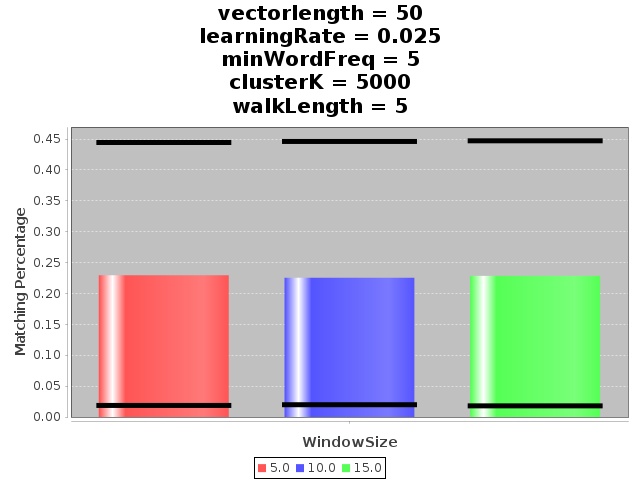 vectorlength = 50
learningRate = 0.025
minWordFreq = 5
clusterK = 5000
walkLength = 5
Matching Percentage
0.45
0.40
0.35
0.30
0.25
0.20
0.15
0.10
0.05
0.00
WindowSize
5.0 10.0 15.0